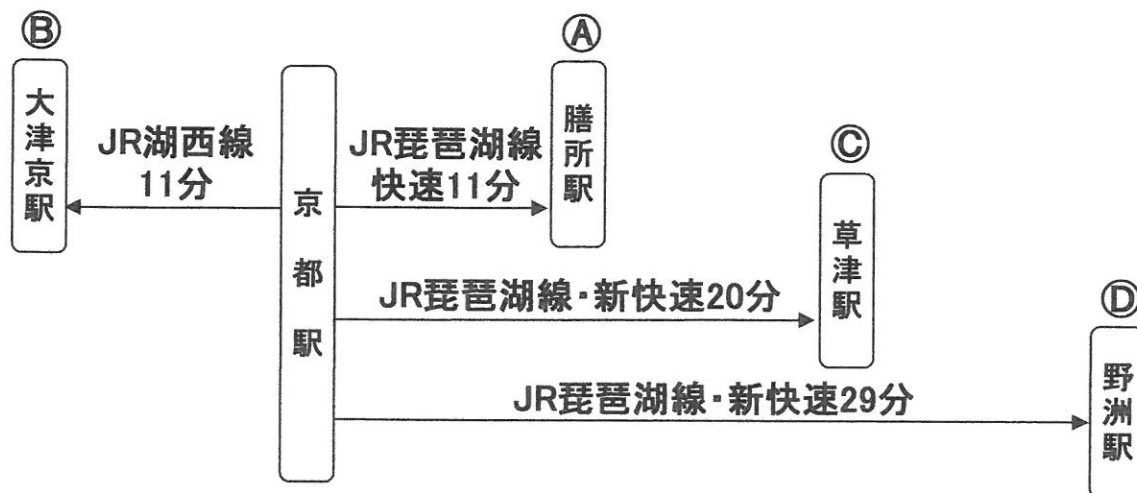 Ⓑ
大津京駅
JR湖西線
11分
京都駅
JR琵琶湖線
快速11分
Ⓐ
膳所駅
JR琵琶湖線・新快速20分
Ⓒ
草津駅
JR琵琶湖線・新快速29分
Ⓓ
野洲駅